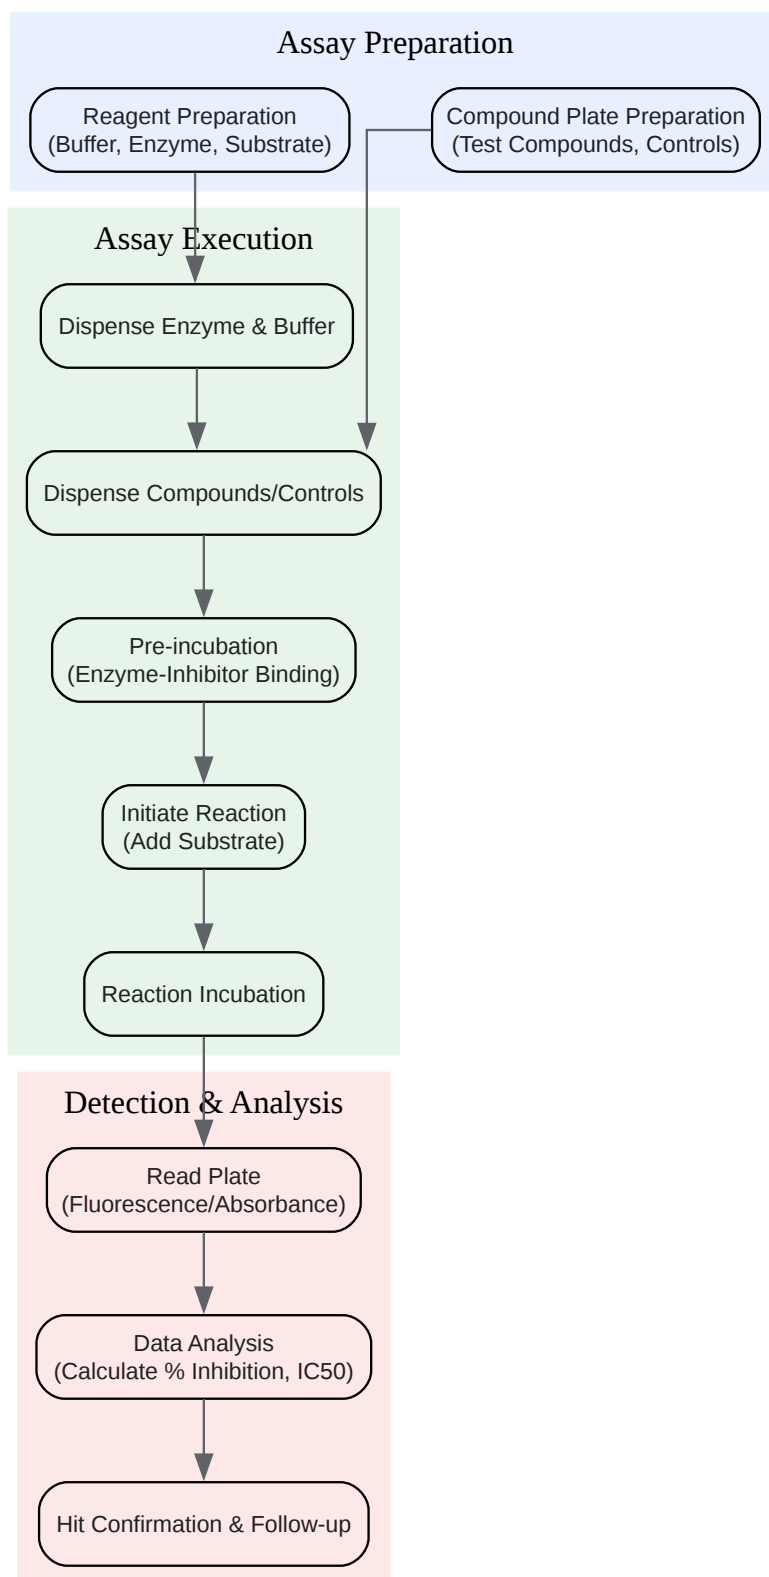 Assay Preparation
Reagent Preparation
(Buffer, Enzyme, Substrate)
Compound Plate Preparation
(Test Compounds, Controls)
Assay Execution
Dispense Enzyme & Buffer
Dispense Compounds/Controls
Pre-incubation
(Enzyme-Inhibitor Binding)
Initiate Reaction
(Add Substrate)
Reaction Incubation
Detection & Analysis
Read Plate
(Fluorescence/Absorbance)
Data Analysis
(Calculate % Inhibition, IC50)
Hit Confirmation & Follow-up